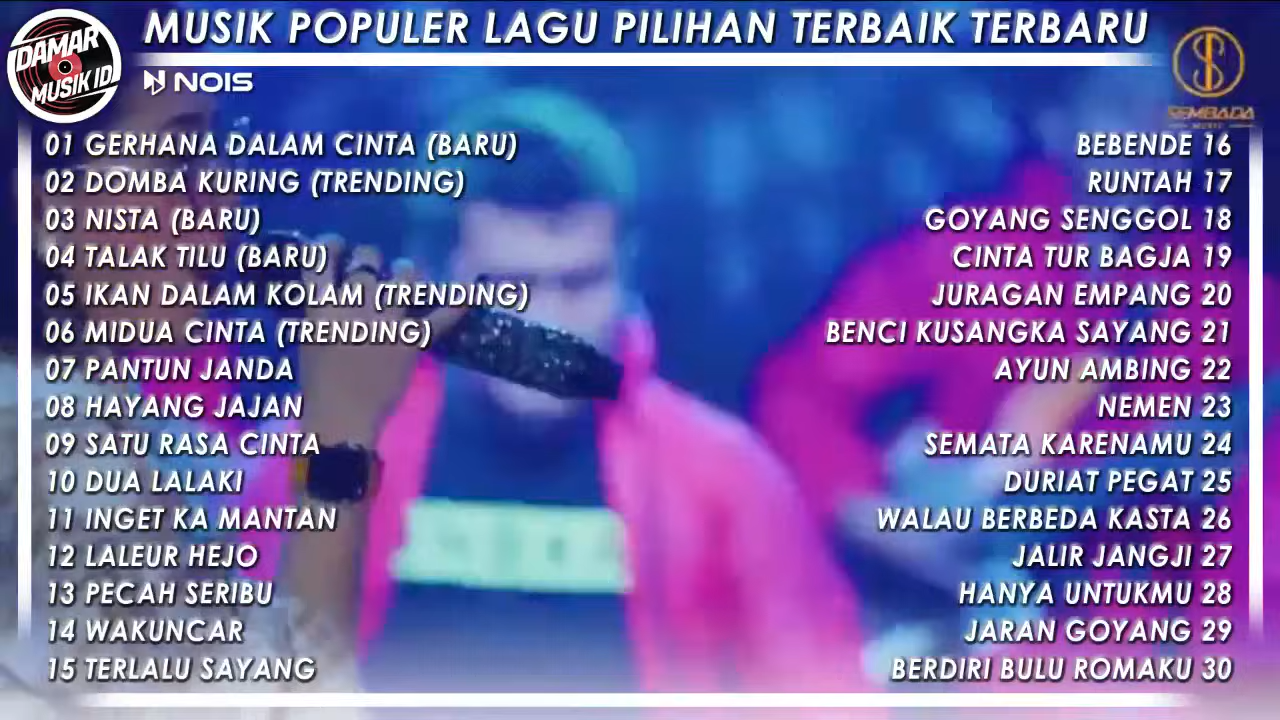 DAMAR
MUSIK ID
MUSIK POPULER LAGU PILIHAN TERBAIK TERBARU
NOIS
SEMBADA
MUSIC
01 GERHANA DALAM CINTA (BARU)
02 DOMBA KURING (TRENDING)
03 NISTA (BARU)
04 TALAK TILU (BARU)
05 IKAN DALAM KOLAM (TRENDING)
06 MIDUA CINTA (TRENDING)
07 PANTUN JANDA
08 HAYANG JAJAN
09 SATU RASA CINTA
10 DUA LALAKI
11 INGET KA MANTAN
12 LALEUR HEJO
13 PECAH SERIBU
14 WAKUNCAR
15 TERLALU SAYANG
BEBENDE 16
RUNTAH 17
GOYANG SENGGOL 18
CINTA TUR BAGJA 19
JURAGAN EMPANG 20
BENCI KUSANGKA SAYANG 21
AYUN AMBING 22
NEMEN 23
SEMATA KARENAMU 24
DURIAT PEGAT 25
WALAU BERBEDA KASTA 26
JALIR JANGJI 27
HANYA UNTUKMU 28
JARAN GOYANG 29
BERDIRI BULU ROMAKU 30